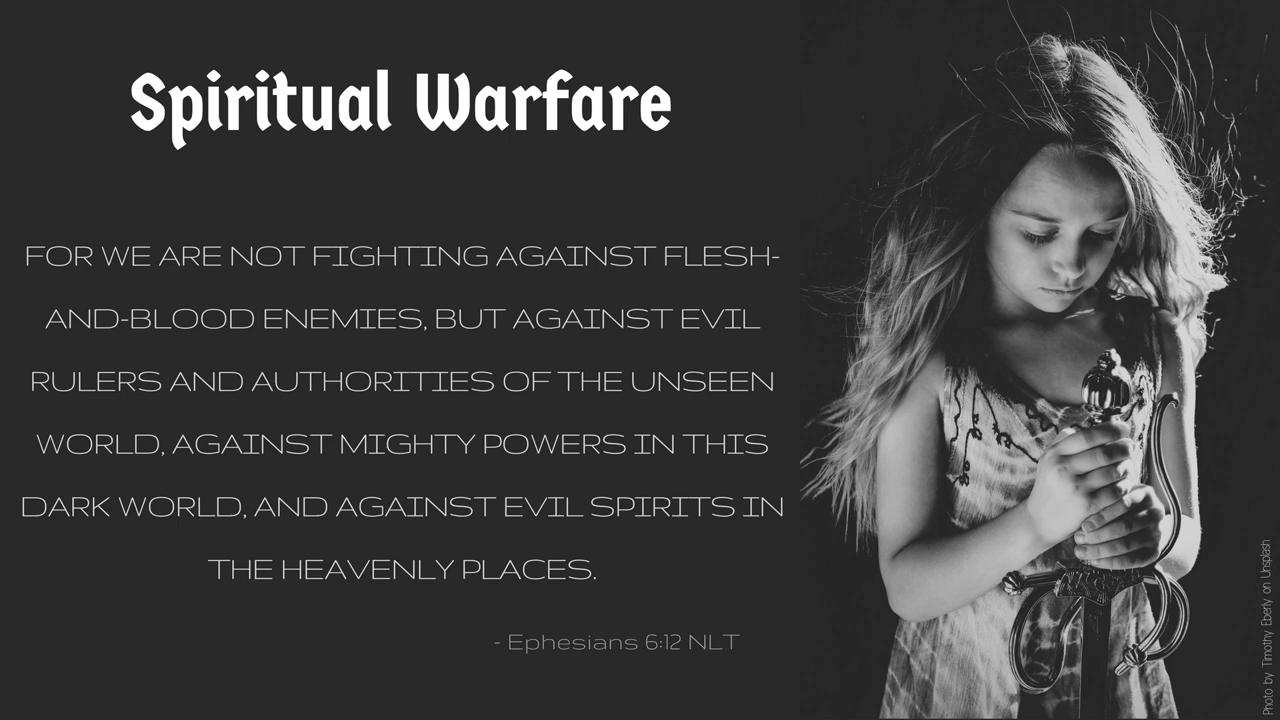 Spiritual Warfare
FOR WE ARE NOT FIGHTING AGAINST FLESH-
AND-BLOOD ENEMIES, BUT AGAINST EVIL
RULERS AND AUTHORITIES OF THE UNSEEN
WORLD, AGAINST MIGHTY POWERS IN THIS
DARK WORLD, AND AGAINST EVIL SPIRITS IN
THE HEAVENLY PLACES.
- Ephesians 6:12 NLT
Photo by Timothy Eberly on Unsplash